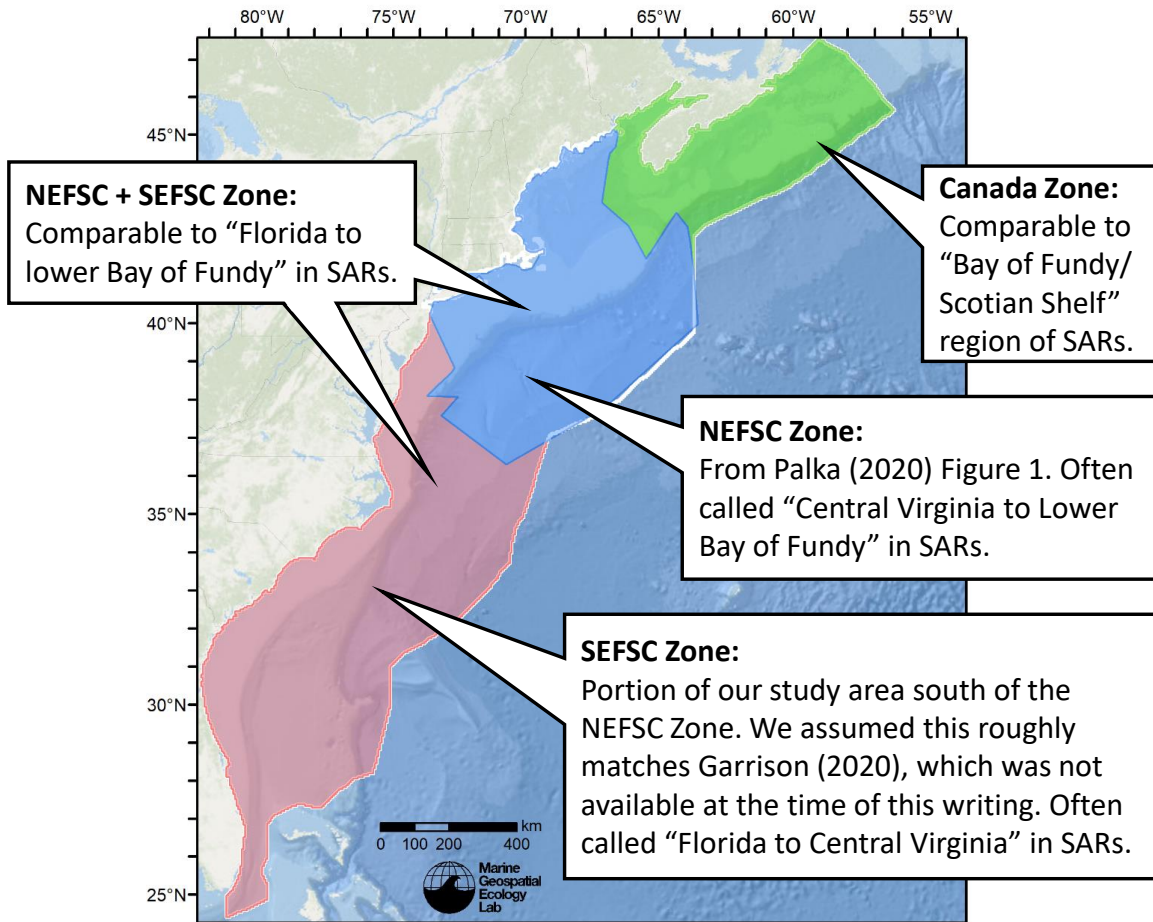 80°W 75°W 70°W 65°W 60°W 55°W
45°N
40°N
35°N
30°N
25°N
NEFSC + SEFSC Zone:
Comparable to “Florida to
lower Bay of Fundy” in SARs.
Canada Zone:
Comparable to
“Bay of Fundy/
Scotian Shelf”
region of SARs.
NEFSC Zone:
From Palka (2020) Figure 1. Often
called “Central Virginia to Lower
Bay of Fundy” in SARs.
SEFSC Zone:
Portion of our study area south of the
NEFSC Zone. We assumed this roughly
matches Garrison (2020), which was not
available at the time of this writing. Often
called “Florida to Central Virginia” in SARs.
km
0 100 200 400
Marine
Geospatial
Ecology
Lab